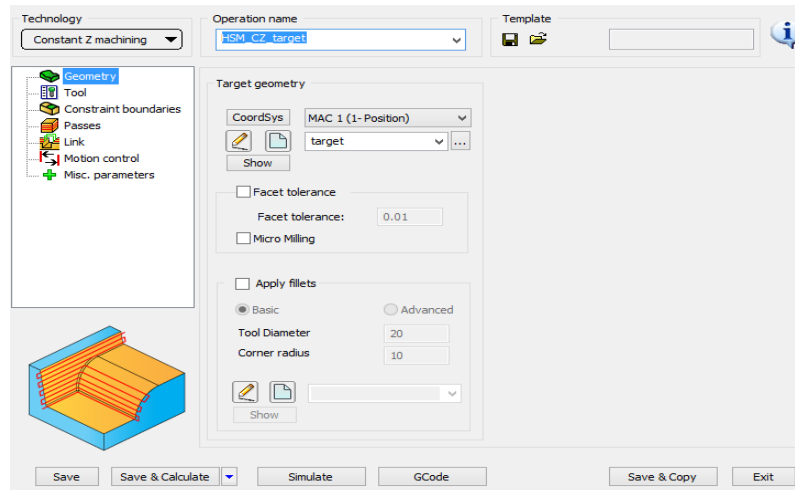 Technology
Operation name
Template
Constant Z machining
HSM_CZ_target
Geometry
Tool
Constraint boundaries
Passes
Link
Motion control
Misc. parameters
Target geometry
CoordSys
MAC 1 (1- Position)
target
...
Show
Facet tolerance
Facet tolerance:
0.01
Micro Milling
Apply fillets
Basic
Advanced
Tool Diameter
20
Corner radius
10
Show
Save
Save & Calculate
Simulate
GCode
Save & Copy
Exit